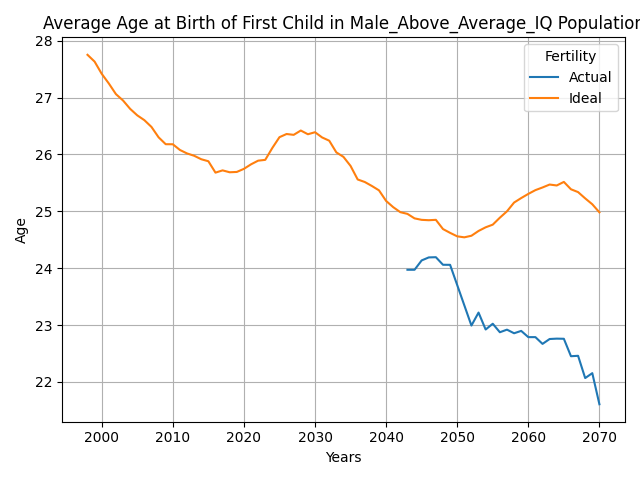 Average Age at Birth of First Child in Male_Above_Average_IQ Population
28
27
26
25
24
23
22
Age
Fertility
Actual
Ideal
2000 2010 2020 2030 2040 2050 2060 2070
Years